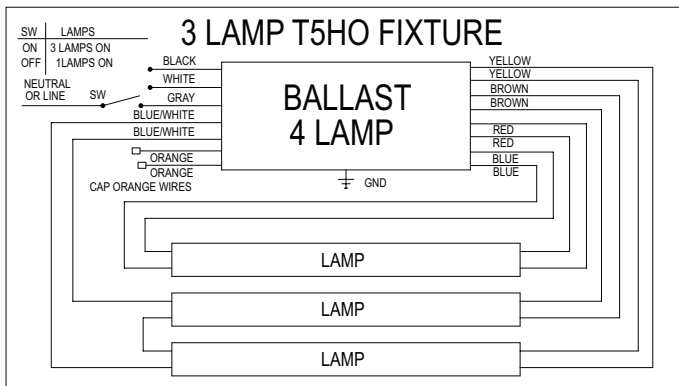 3 LAMP T5HO FIXTURE
SW LAMPS
ON 3 LAMPS ON
OFF 1LAMPS ON
NEUTRAL
OR LINE
SW
BLACK
WHITE
GRAY
BLUE/WHITE
BLUE/WHITE
ORANGE
ORANGE
CAP ORANGE WIRES
BALLAST
4 LAMP
GND
YELLOW
YELLOW
BROWN
BROWN
RED
RED
BLUE
BLUE
LAMP
LAMP
LAMP